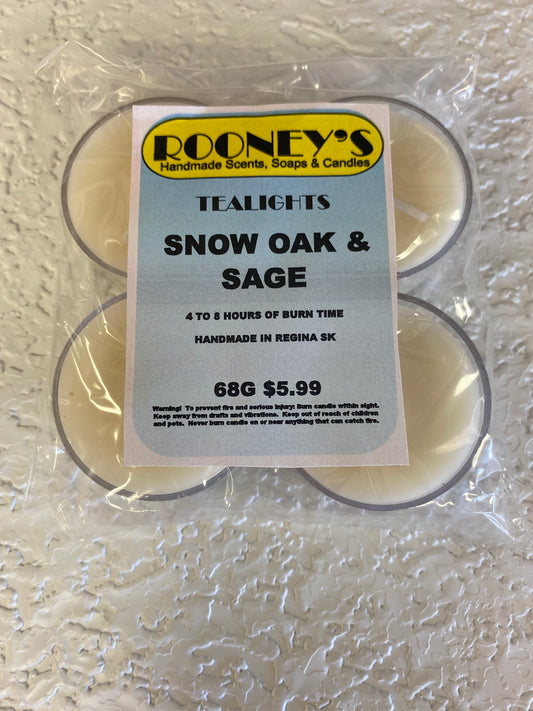 ROONEY'S
Handmade Scents, Soaps & Candles
TEALIGHTS
SNOW OAK &
SAGE
4 TO 8 HOURS OF BURN TIME
HANDMADE IN REGINA SK
68G $5.99
Warning! To prevent fire and serious injury: Burn candle within sight.
Keep away from drafts and vibrations. Keep out of reach of children
and pets. Never burn candle on or near anything that can catch fire.